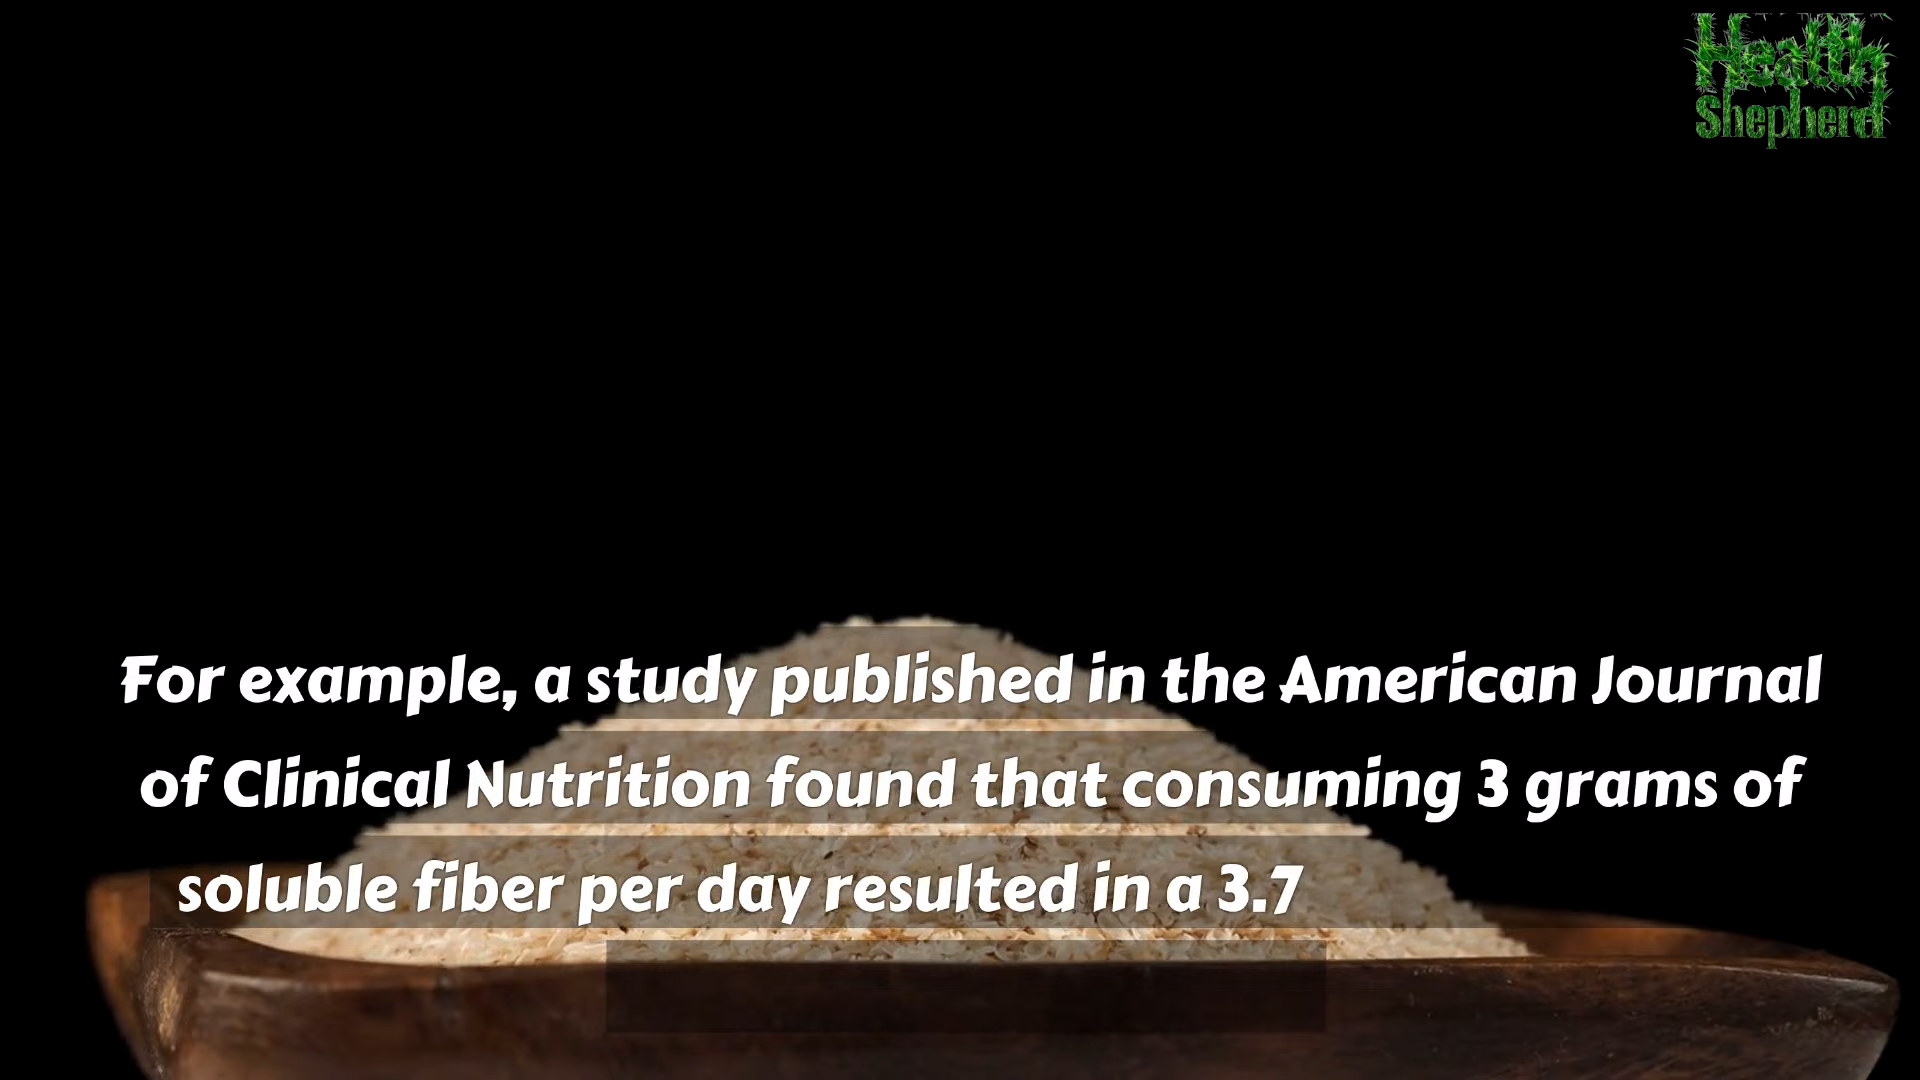 Health
Shepherd
For example, a study published in the American Journal
of Clinical Nutrition found that consuming 3 grams of
soluble fiber per day resulted in a 3.7